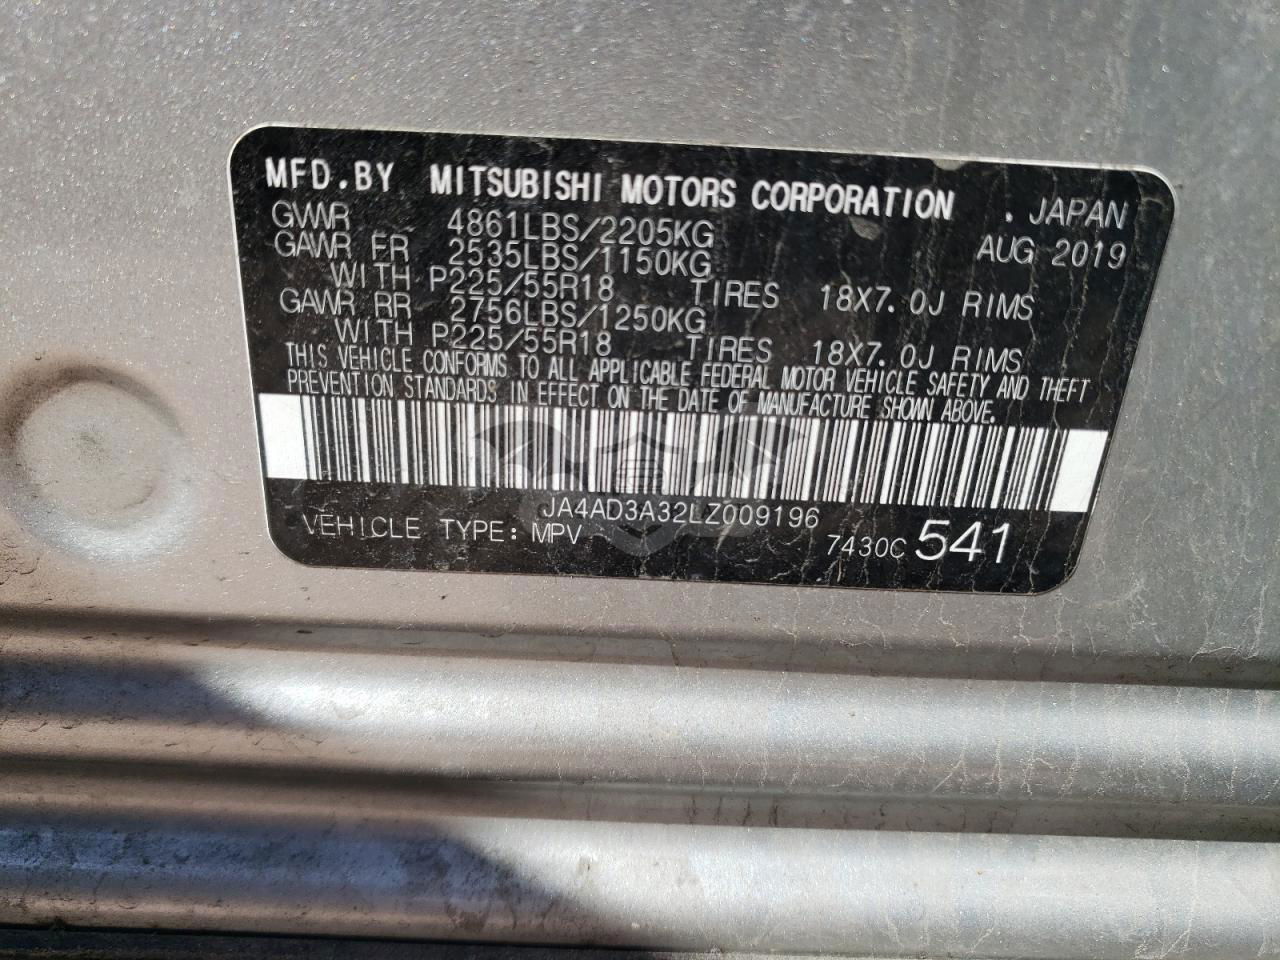 MFD.BY MITSUBISHI MOTORS CORPORATION . JAPAN
GVWR 4861LBS/2205KG AUG 2019
GAWR FR 2535LBS/1150KG
WITH P225/55R18 TIRES 18X7.0J RIMS
GAWR RR 2756LBS/1250KG
WITH P225/55R18 TIRES 18X7.0J RIMS
THIS VEHICLE CONFORMS TO ALL APPLICABLE FEDERAL MOTOR VEHICLE SAFETY AND THEFT
PREVENTION STANDARDS IN EFFECT ON THE DATE OF MANUFACTURE SHOWN ABOVE.
JA4AD3A32LZ009196
VEHICLE TYPE: MPV 7430C 541